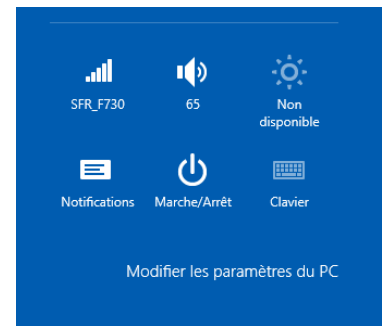 SFR_F730
65
Non
disponible
Notifications
Marche/Arrêt
Clavier
Modifier les paramètres du PC